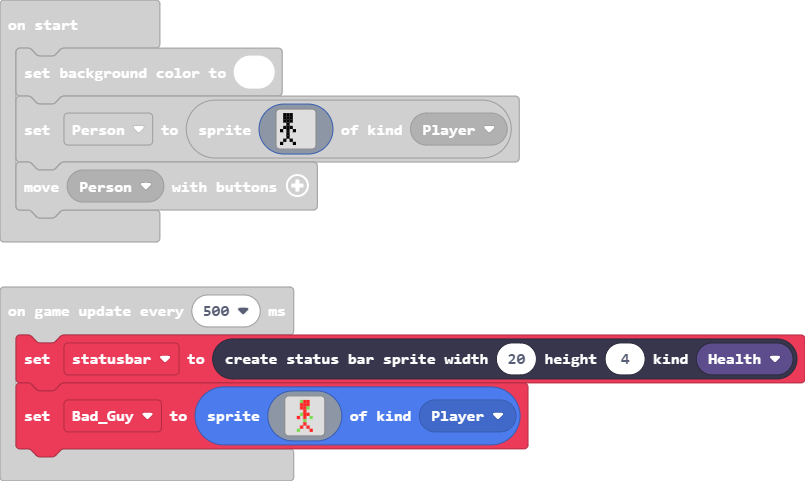 on start
set background color to
set Person to sprite of kind Player
move Person with buttons
on game update every 500 ms
set statusbar to create status bar sprite width 20 height 4 kind Health
set Bad_Guy to sprite of kind Player